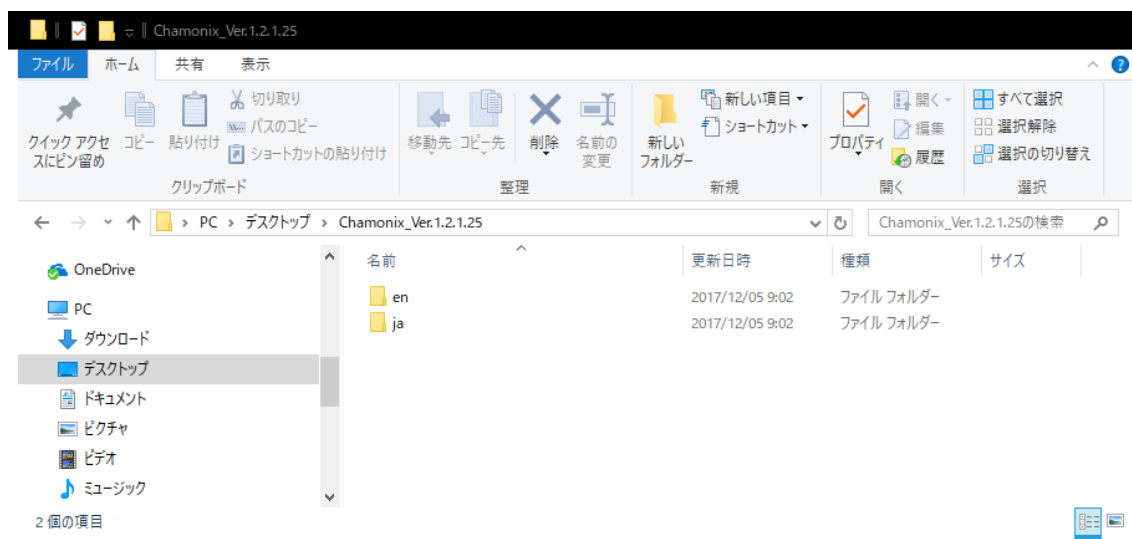 Chamonix_Ver.1.2.1.25
ファイル ホーム 共有 表示
クイック アクセスにピン留め
コピー
貼り付け
切り取り
パスのコピー
ショートカットの貼り付け
クリップボード
移動先
コピー先
削除
名前の変更
整理
新しいフォルダー
新しい項目
ショートカット
新規
プロパティ
開く
編集
履歴
開く
すべて選択
選択解除
選択の切り替え
選択
PC › デスクトップ › Chamonix_Ver.1.2.1.25
Chamonix_Ver.1.2.1.25の検索
OneDrive
PC
ダウンロード
デスクトップ
ドキュメント
ピクチャ
ビデオ
ミュージック
名前 更新日時 種類 サイズ
en 2017/12/05 9:02 ファイル フォルダー
ja 2017/12/05 9:02 ファイル フォルダー
2 個の項目